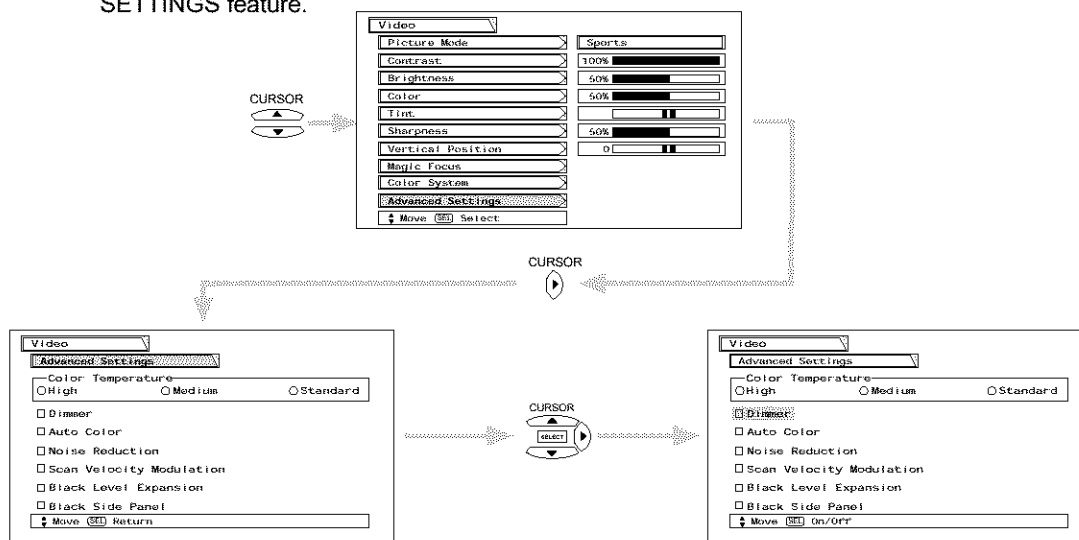 SETTINGS feature.
Video
Picture Mode Sports
Contrast 100%
Brightness 50%
Color 50%
Tint
Sharpness 50%
Vertical Position 0
Magic Focus
Color System
Advanced Settings
Move SEL Select
CURSOR
CURSOR
Video
Advanced Settings
Color Temperature
High Medium Standard
Dimmer
Auto Color
Noise Reduction
Scan Velocity Modulation
Black Level Expansion
Black Side Panel
Move SEL Return
CURSOR
SELECT
Video
Advanced Settings
Color Temperature
High Medium Standard
Dimmer
Auto Color
Noise Reduction
Scan Velocity Modulation
Black Level Expansion
Black Side Panel
Move SEL On/Off